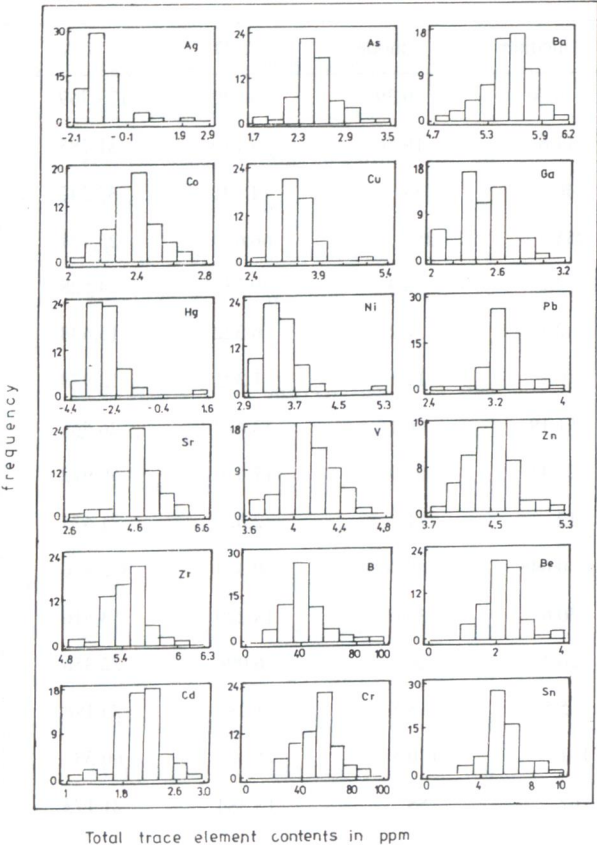 30 Ag 24 As 18 Ba
15 12 9
0 0 0
-2.1 -0.1 1.9 2.9 1.7 2.3 2.9 3.5 4.7 5.3 5.9 6.2
20 Co 24 Cu 18 Ga
12 12 9
0 0 0
2 2.4 2.8 2.4 3.9 5.4 2 2.6 3.2
24 Hg 24 Ni 30 Pb
12 12 15
0 0 0
-4.4 -2.4 -0.4 1.6 2.9 3.7 4.5 5.3 2.4 3.2 4
24 Sr 18 V 16 Zn
12 9 8
0 0 0
2.6 4.6 6.6 3.6 4 4.4 4.8 3.7 4.5 5.3
24 Zr 30 B 24 Be
12 15 12
0 0 0
4.8 5.4 6 6.3 0 40 80 100 0 2 4
18 Cd 24 Cr 30 Sn
9 12 15
0 0 0
1 1.8 2.6 3.0 0 40 80 100 0 4 8 10
frequency
Total trace element contents in ppm